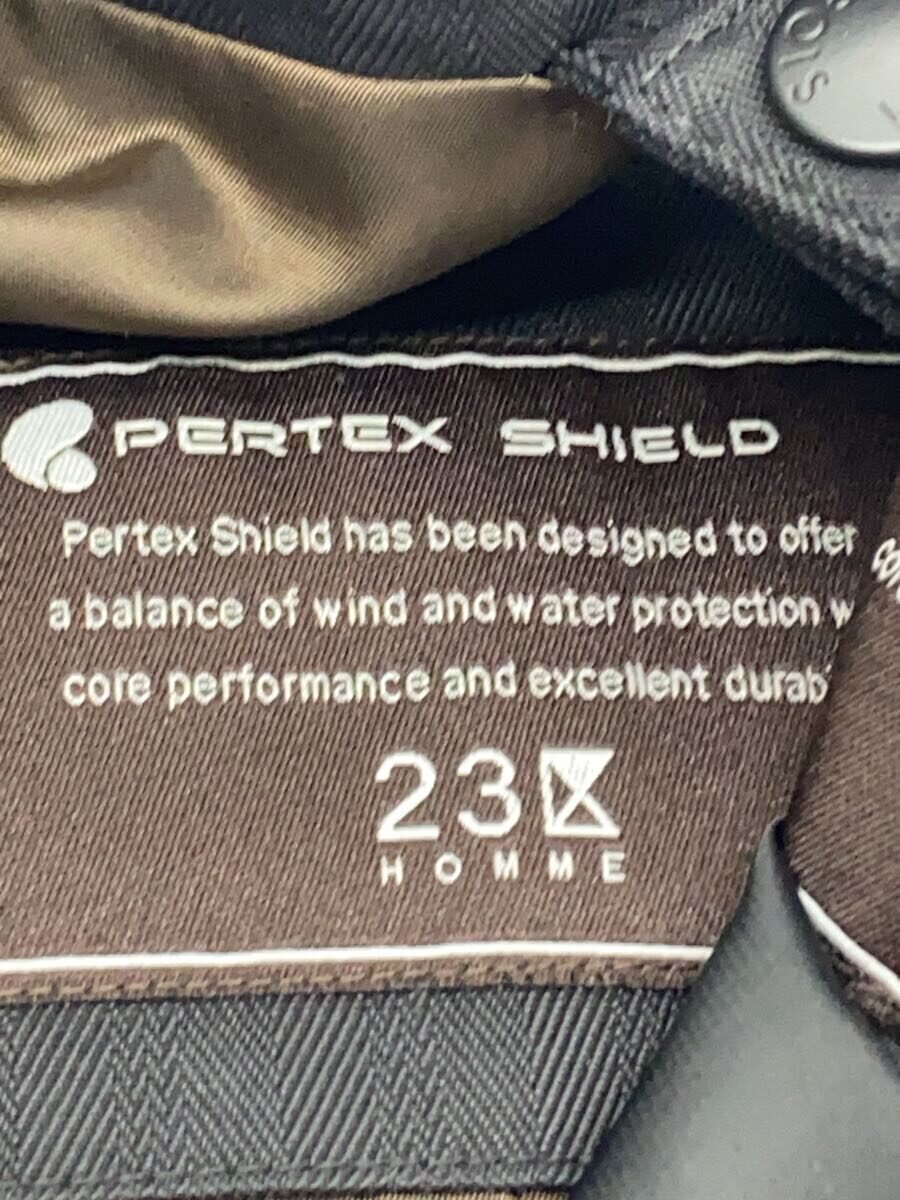 PERTEX SHIELD
Pertex Shield has been designed to offer
a balance of wind and water protection
core performance and excellent
23
HOMME